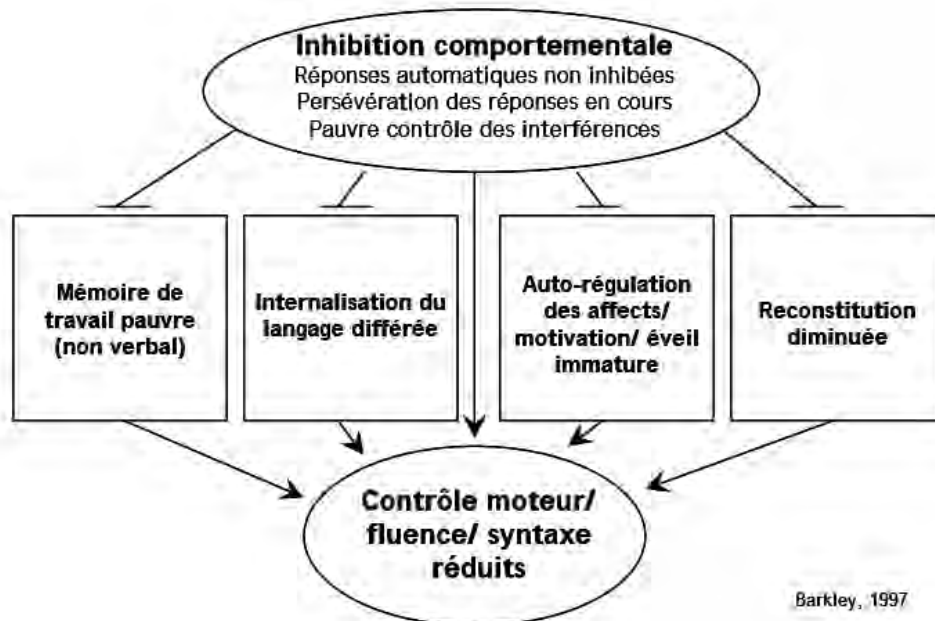 Inhibition comportementale
Réponses automatiques non inhibées
Persévération des réponses en cours
Pauvre contrôle des interférences
Mémoire de
travail pauvre
(non verbal)
Internalisation du
langage différée
Auto-régulation
des affects/
motivation/ éveil
immature
Reconstitution
diminuée
Contrôle moteur/
fluence/ syntaxe
réduits
Barkley, 1997